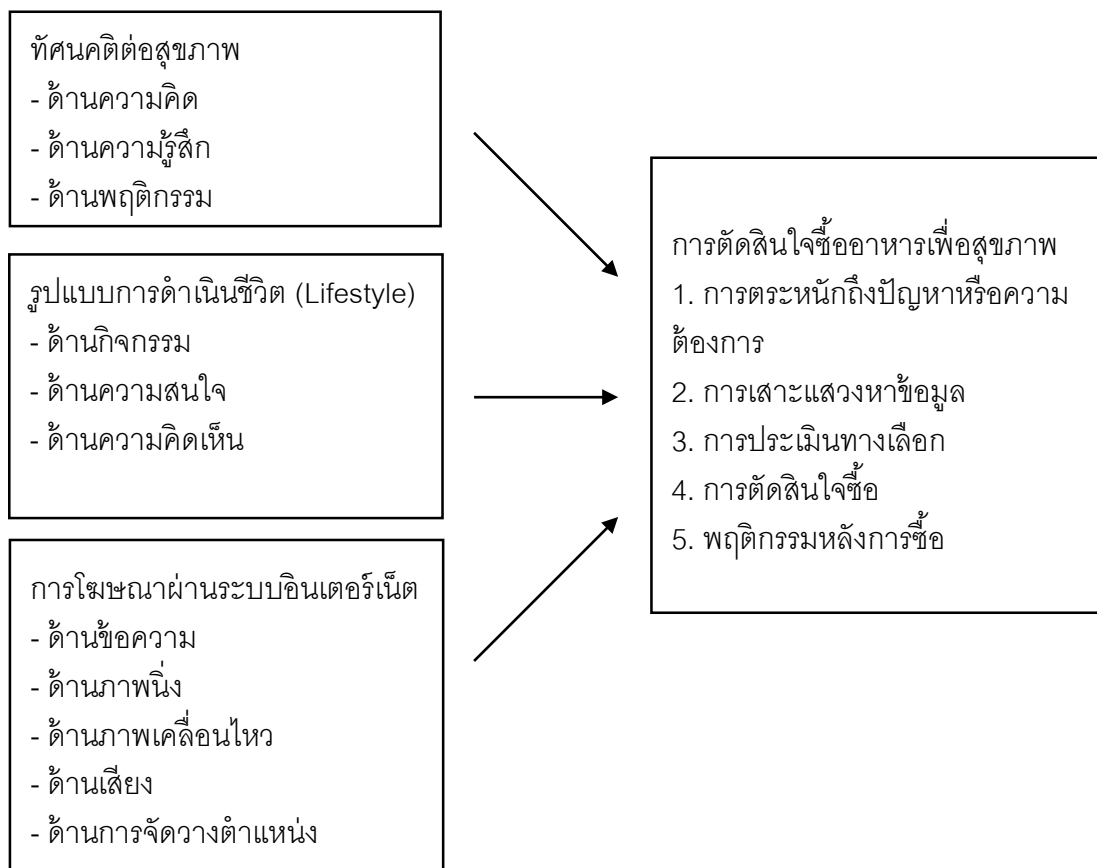 ทัศนคติต่อสุขภาพ
- ด้านความคิด
- ด้านความรู้สึก
- ด้านพฤติกรรม
รูปแบบการดำเนินชีวิต (Lifestyle)
- ด้านกิจกรรม
- ด้านความสนใจ
- ด้านความคิดเห็น
การโฆษณาผ่านระบบอินเตอร์เน็ต
- ด้านข้อความ
- ด้านภาพนิ่ง
- ด้านภาพเคลื่อนไหว
- ด้านเสียง
- ด้านการจัดวางตำแหน่ง
การตัดสินใจซื้ออาหารเพื่อสุขภาพ
1. การตระหนักถึงปัญหาหรือความ
ต้องการ
2. การเสาะแสวงหาข้อมูล
3. การประเมินทางเลือก
4. การตัดสินใจซื้อ
5. พฤติกรรมหลังการซื้อ